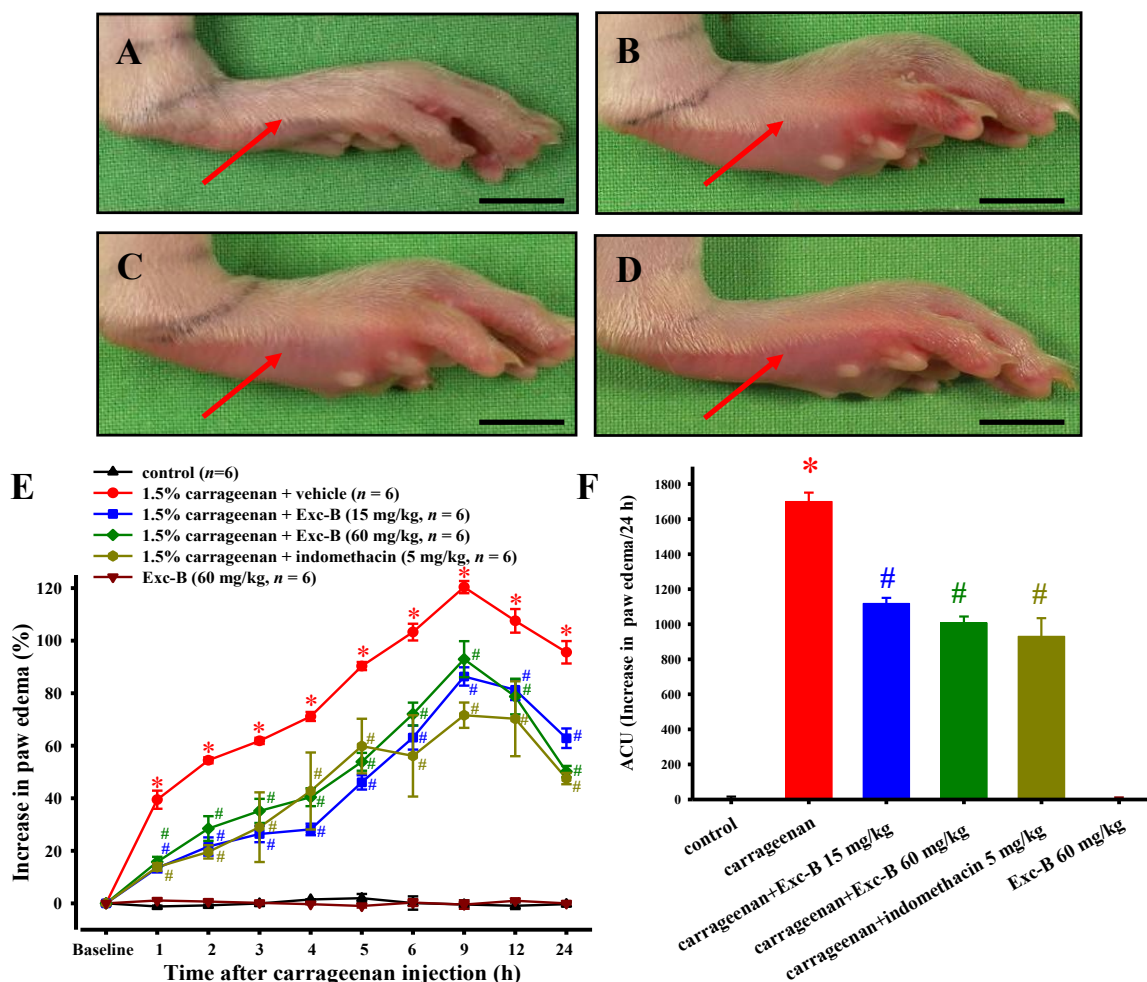 A
B
C
D
E
control (n=6)
1.5% carrageenan + vehicle (n = 6)
1.5% carrageenan + Exc-B (15 mg/kg, n = 6)
1.5% carrageenan + Exc-B (60 mg/kg, n = 6)
1.5% carrageenan + indomethacin (5 mg/kg, n = 6)
Exc-B (60 mg/kg, n = 6)
Increase in paw edema (%)
120
100
80
60
40
20
0
* * * * * * * * *
# # # # # # # # #
# # # # # # # # #
# # # # # # # # #
Baseline 1 2 3 4 5 6 9 12 24
Time after carrageenan injection (h)
F
ACU (Increase in paw edema/24 h)
1800
1600
1400
1200
1000
800
600
400
200
0
* # # #
control
carrageenan
carrageenan+Exc-B 15 mg/kg
carrageenan+Exc-B 60 mg/kg
carrageenan+indomethacin 5 mg/kg
Exc-B 60 mg/kg